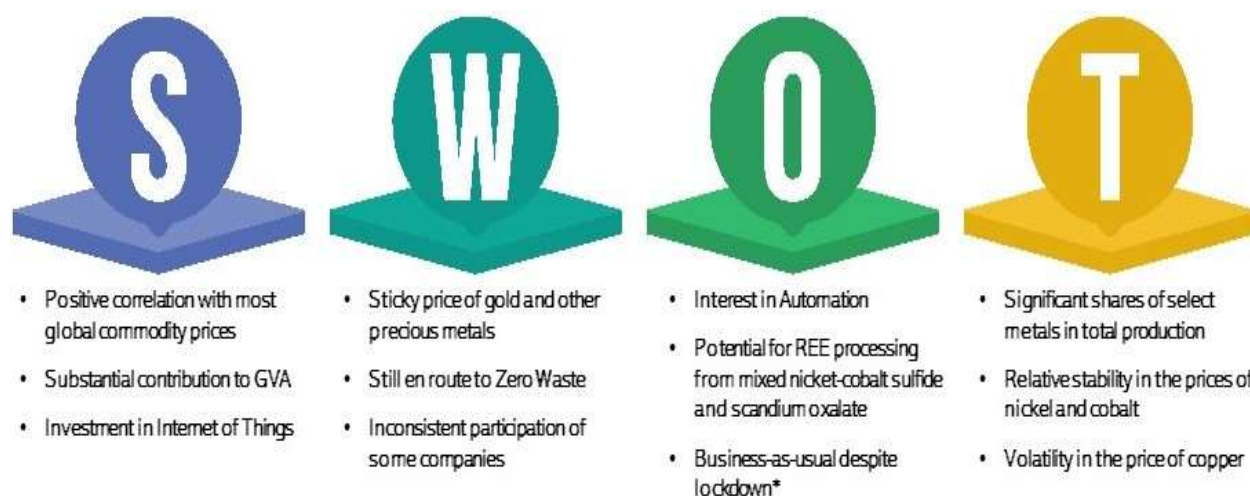 S
W
O
T
• Positive correlation with most
global commodity prices
• Substantial contribution to GVA
• Investment in Internet of Things
• Sticky price of gold and other
precious metals
• Still en route to Zero Waste
• Inconsistent participation of
some companies
• Interest in Automation
• Potential for REE processing
from mixed nicket-cobalt sulfide
and scandium oxalate
• Business-as-usual despite
lockdown*
• Significant shares of select
metals in total production
• Relative stability in the prices of
nickel and cobalt
• Volatility in the price of copper